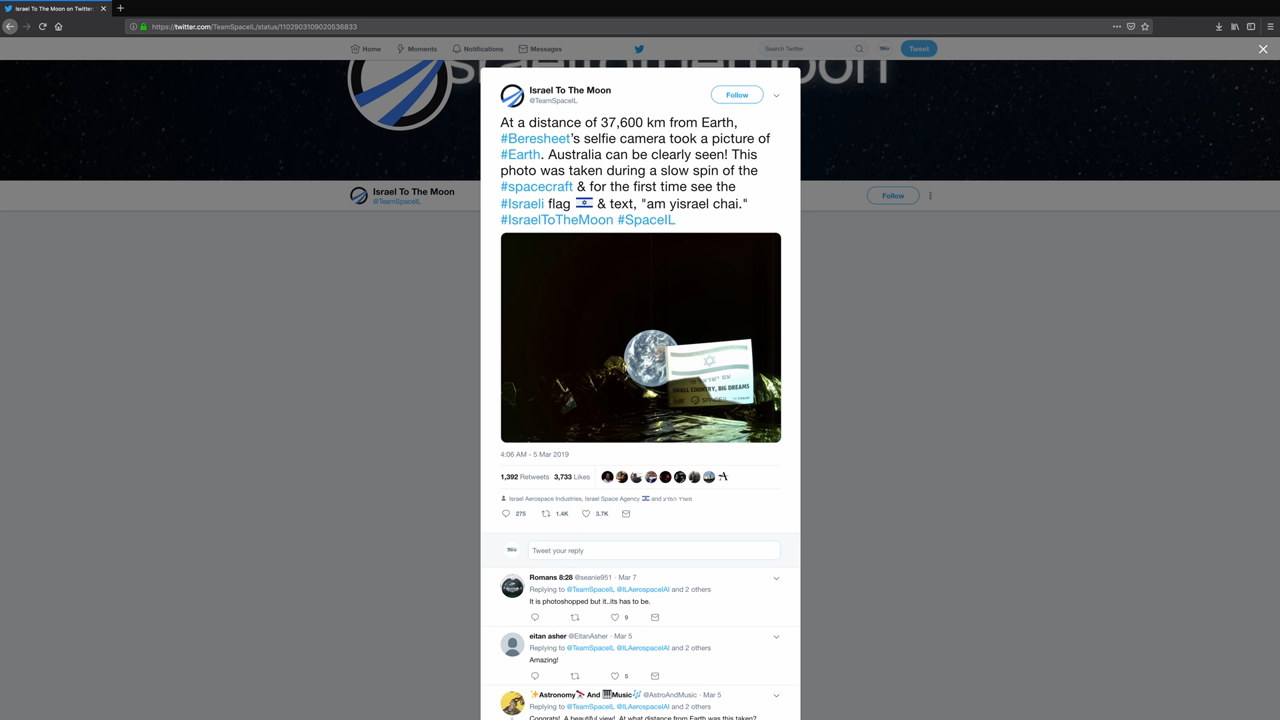 Israel To The Moon on Twitter:
https://twitter.com/TeamSpaceIL/status/1102903109020536833
Home
Moments
Notifications
Messages
Search Twitter
Tweet
israeltothemoon
Israel To The Moon
@TeamSpaceIL
Follow
Israel To The Moon
@TeamSpaceIL
Follow
At a distance of 37,600 km from Earth,
#Beresheet's selfie camera took a picture of
#Earth. Australia can be clearly seen! This
photo was taken during a slow spin of the
#spacecraft & for the first time see the
#Israeli flag 🇮🇱 & text, "am yisrael chai."
#IsraelToTheMoon #SpaceIL
SMALL COUNTRY, BIG DREAMS
SPACEIL
4:06 AM - 5 Mar 2019
1,392 Retweets 3,733 Likes
Israel Aerospace Industries, Israel Space Agency 🇮🇱 and משרד המדע
275 1.4K 3.7K
Tweet your reply
Romans 8:28 @seanie951 · Mar 7
Replying to @TeamSpaceIL @ILAerospaceIAI and 2 others
It is photoshopped but it..its has to be.
9
eitan asher @EitanAsher · Mar 5
Replying to @TeamSpaceIL @ILAerospaceIAI and 2 others
Amazing!
5
✨Astronomy🔭 And 🎹Music🎶 @AstroAndMusic · Mar 5
Replying to @TeamSpaceIL @ILAerospaceIAI and 2 others
Congrats! A beautiful view! At what distance from Earth was this taken?